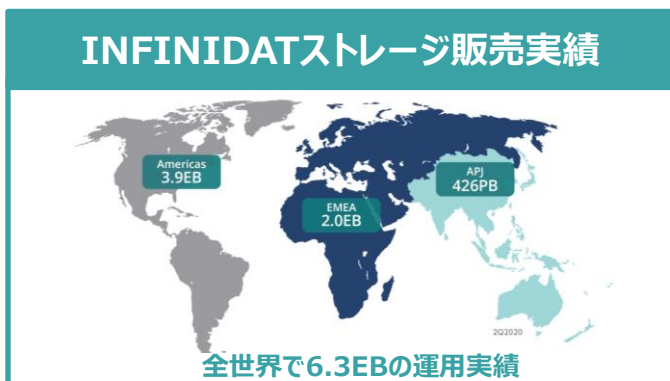 INFINIDATストレージ販売実績
Americas
3.9EB
APJ
426PB
EMEA
2.0EB
2Q2020
全世界で6.3EBの運用実績